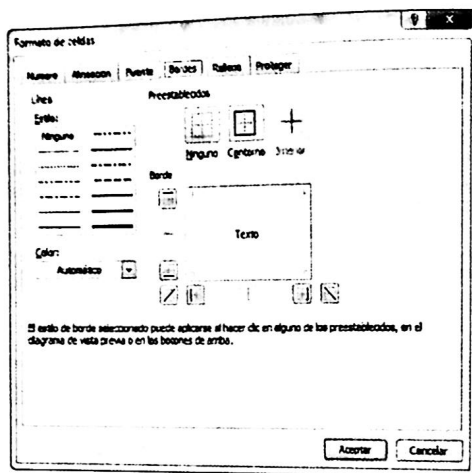 Formato de celdas
Número Alineación Fuente Bordes Relleno Proteger
Línea
Estilo:
Ninguno
Preestablecidos
Ninguno Contorno Interior
Borde
Texto
Color:
Automático
El estilo de borde seleccionado puede aplicarse al hacer clic en alguno de los preestablecidos, en el
diagrama de vista previa o en los botones de arriba.
Aceptar Cancelar